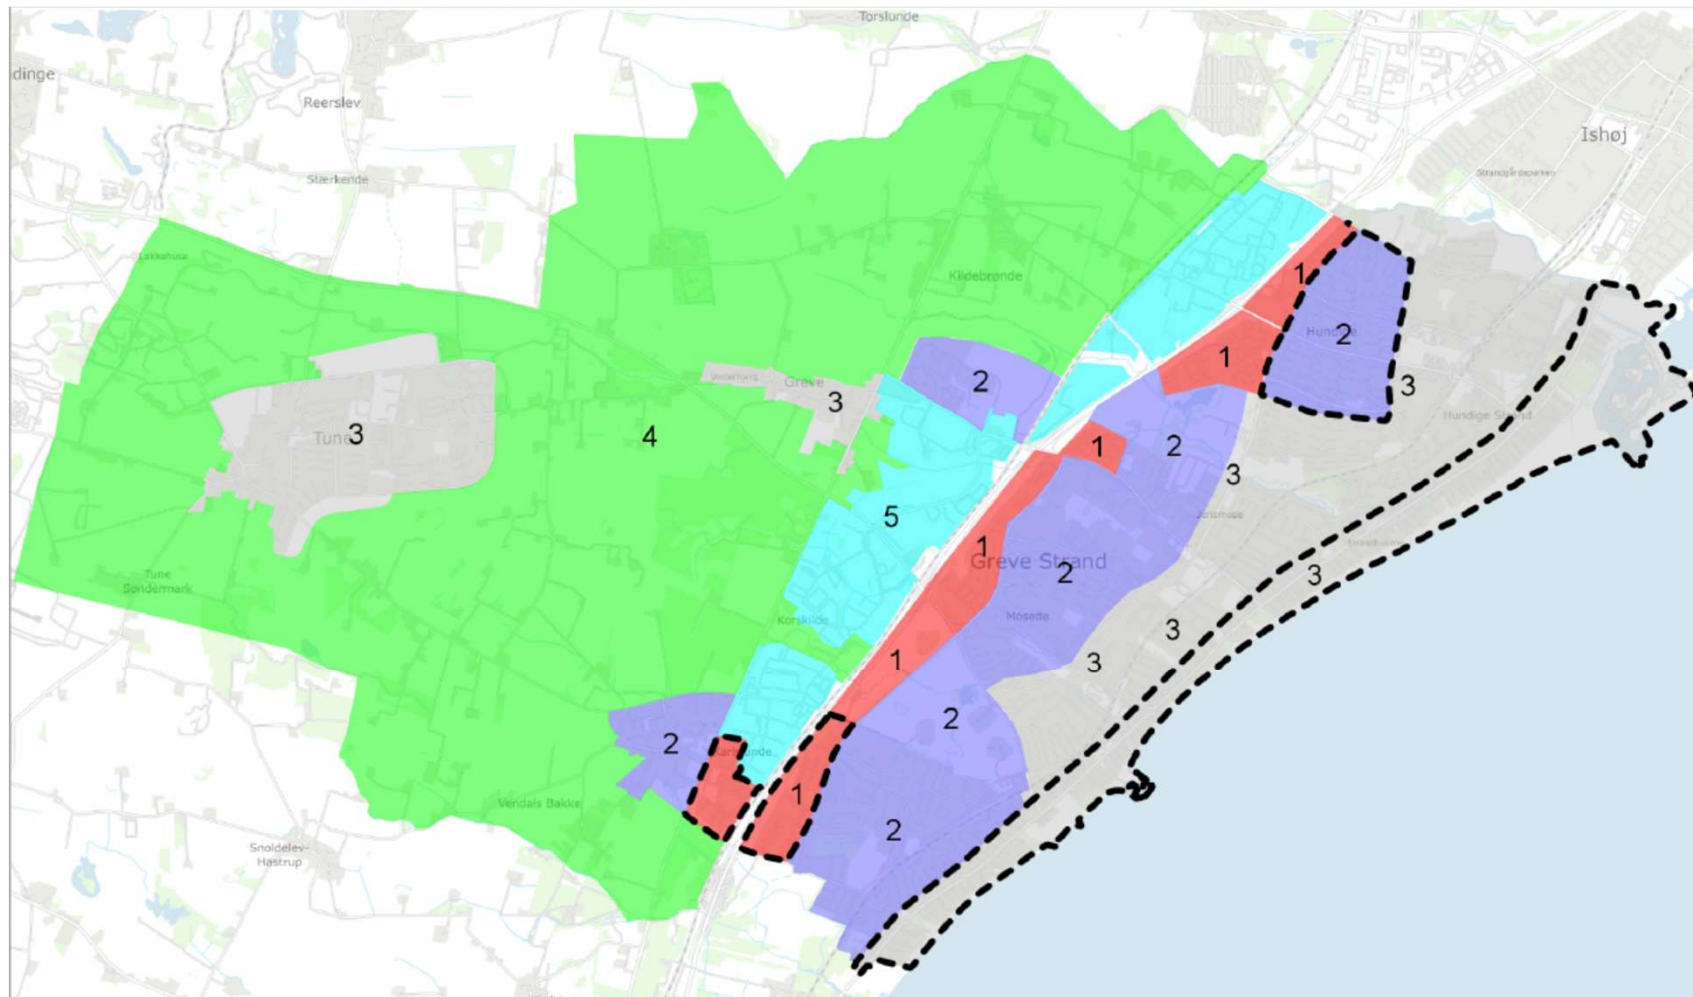 Torslunde
dinge
Reerslev
Ishøj
Strandgårdsparken
Stærkende
Kildebrønde
1
Hundige
2
1
2
Greve
3
3
Hundige Strand
Tune
3
4
1
2
3
5
Jerismose
1
Greve Strand
2
3
Tune
Søndermark
Korskilde
Mosede
3
1
3
2
2
Karlslunde
1
Vendals Bakke
2
Snoldelev-
Hastrup